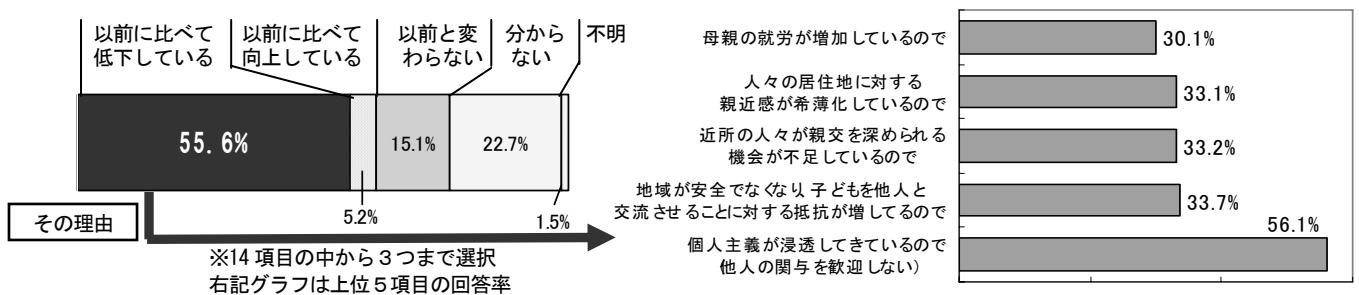 以前に比べて
低下している
以前に比べて
向上している
以前と変
わらない
分から
ない
不明
55.6%
15.1%
22.7%
5.2%
1.5%
その理由
※14項目の中から３つまで選択
右記グラフは上位５項目の回答率
母親の就労が増加しているので
30.1%
人々の居住地に対する
親近感が希薄化しているので
33.1%
近所の人々が親交を深められる
機会が不足しているので
33.2%
地域が安全でなくなり,子どもを他人と
交流させることに対する抵抗が増してるので
33.7%
56.1%
個人主義が浸透してきているので
他人の関与を歓迎しない）